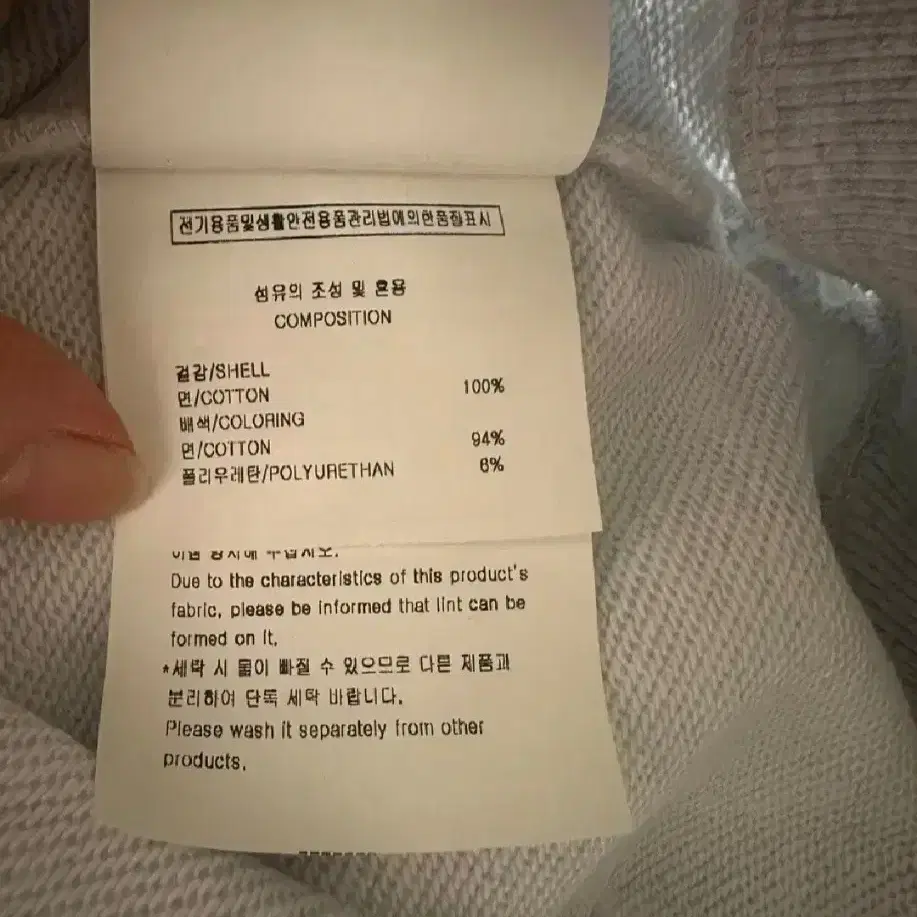 전기용품및생활안전용품관리법에의한품질표시
섬유의 조성 및 혼용
COMPOSITION
겉감/SHELL
면/COTTON 100%
배색/COLORING
면/COTTON 94%
폴리우레탄/POLYURETHAN 6%
Due to the characteristics of this product's
fabric, please be informed that lint can be
formed on it.
*세탁 시 물이 빠질 수 있으므로 다른 제품과
분리하여 단독 세탁 바랍니다.
Please wash it separately from other
products.